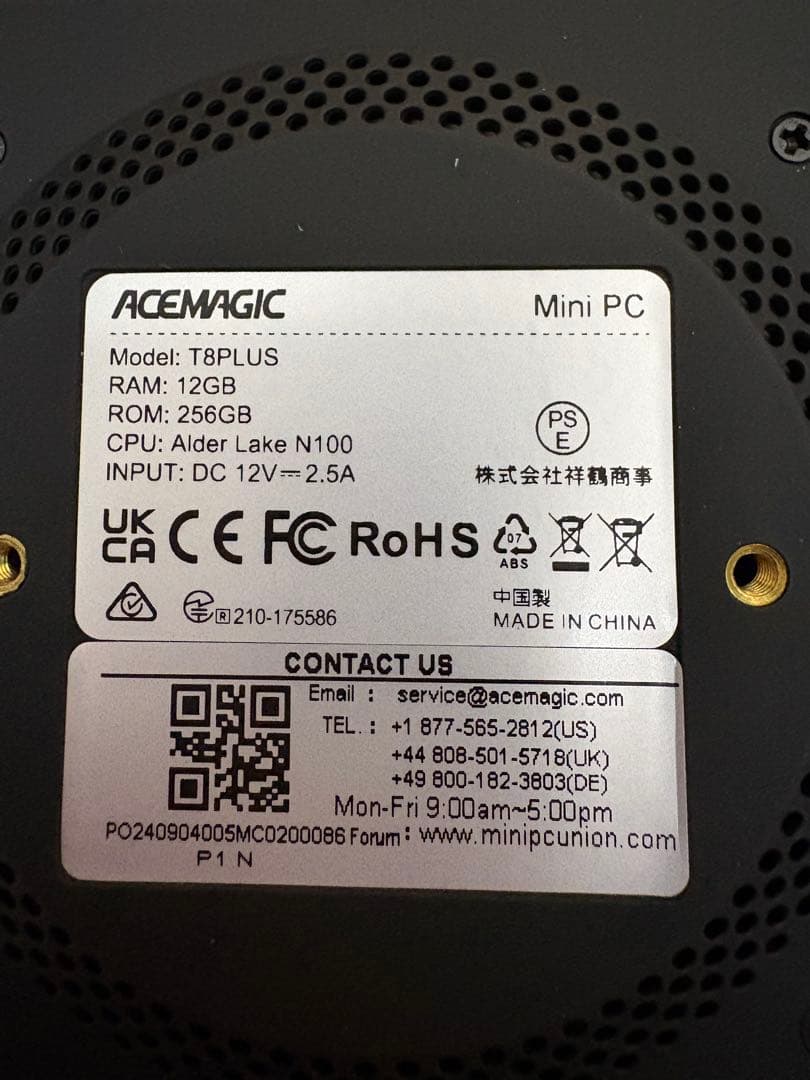 ACEMAGIC Mini PC
Model: T8PLUS
RAM: 12GB
ROM: 256GB
CPU: Alder Lake N100
INPUT: DC 12V⎓2.5A
PS
E
株式会社祥鶴商事
UK
CA CE FC RoHS 07
ABS
R 210-175586
中国製
MADE IN CHINA
CONTACT US
Email : service@acemagic.com
TEL. : +1 877-565-2812(US)
+44 808-501-5718(UK)
+49 800-182-3803(DE)
Mon-Fri 9:00am~5:00pm
PO240904005MC0200086 Forum: www.minipcunion.com
P1 N